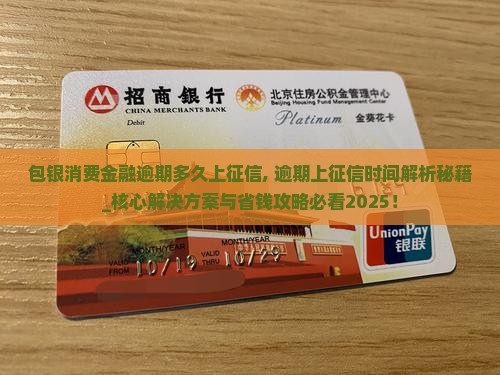 招商银行
CHINA MERCHANTS BANK
Debit
北京住房公积金管理中心
Beijing Housing Fund Management Center
Platinum 金葵花卡
包银消费金融逾期多久上征信, 逾期上征信时间解析秘籍
_核心解决方案与省钱攻略必看2025!
MONTH/YEAR MONTH/YEAR
VALID FROM 10/19 VALID THRU 10/29
UnionPay
银联